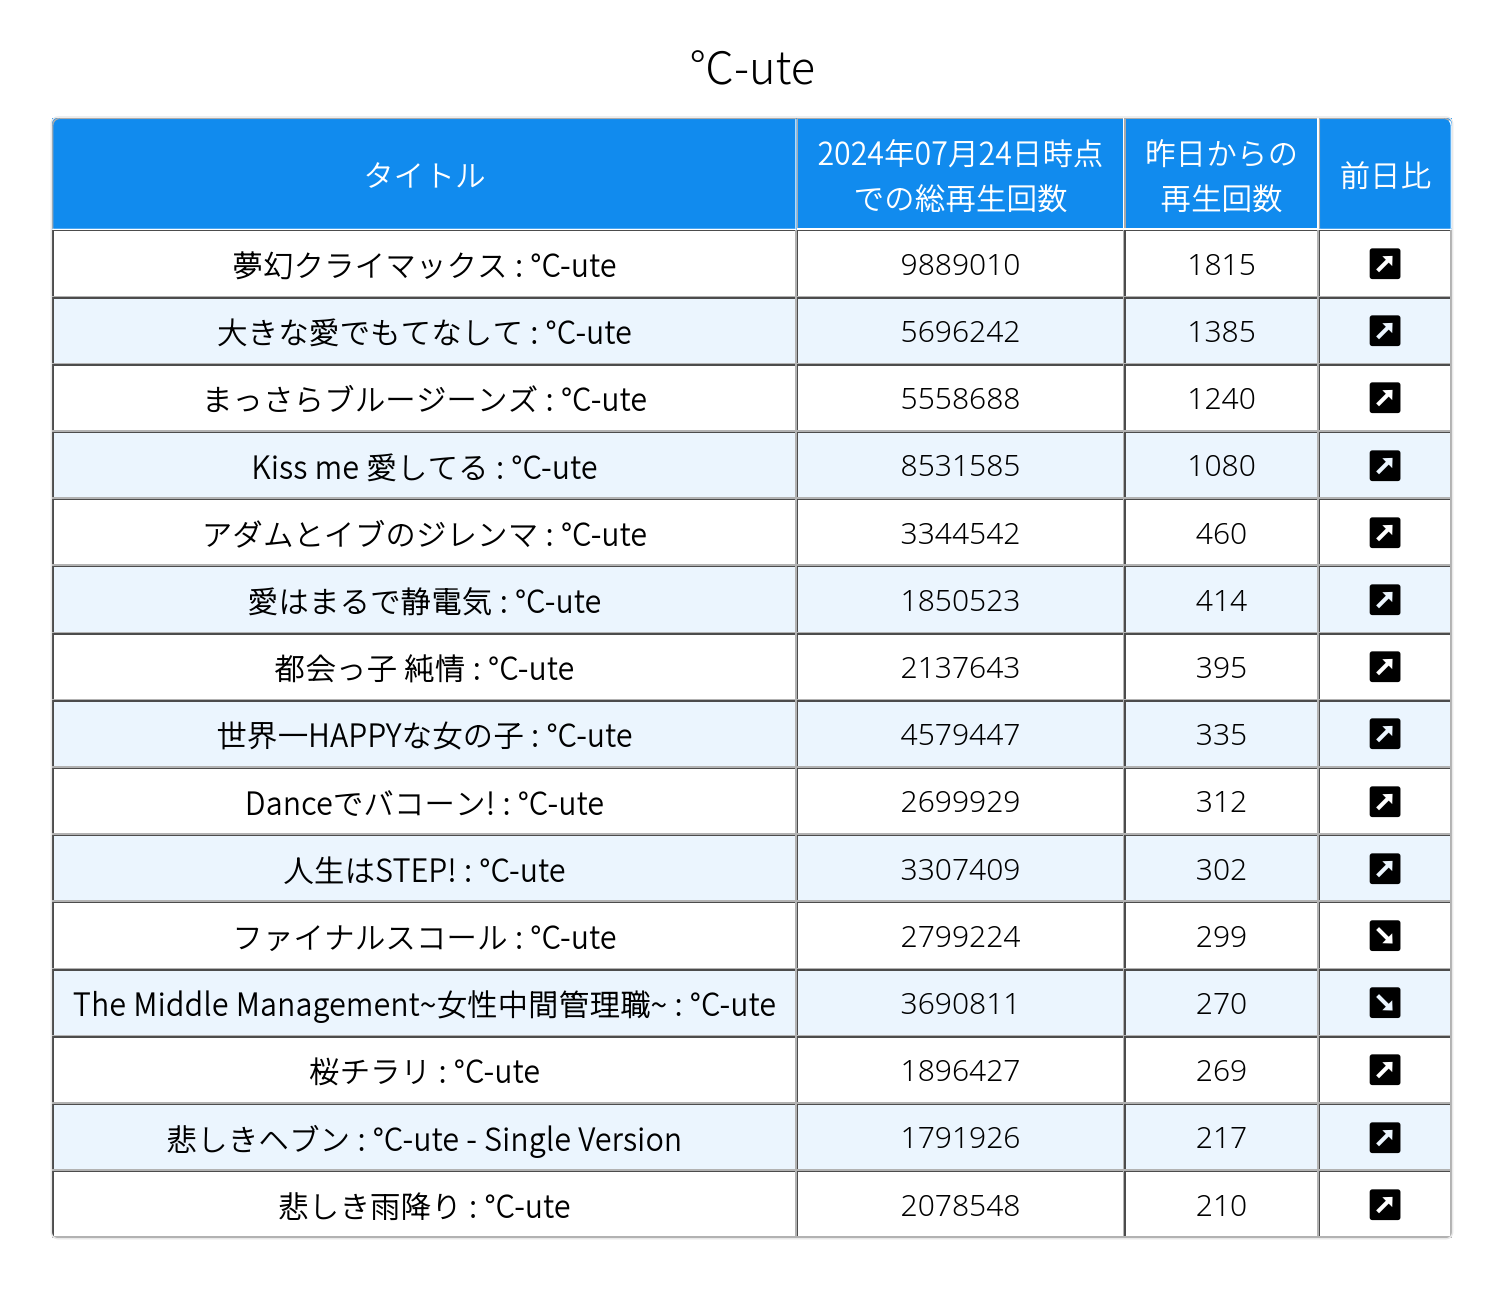 °C-ute
タイトル
2024年07月24日時点
での総再生回数
昨日からの
再生回数
前日比
夢幻クライマックス : °C-ute 9889010 1815
大きな愛でもてなして : °C-ute 5696242 1385
まっさらブルージーンズ : °C-ute 5558688 1240
Kiss me 愛してる : °C-ute 8531585 1080
アダムとイブのジレンマ : °C-ute 3344542 460
愛はまるで静電気 : °C-ute 1850523 414
都会っ子 純情 : °C-ute 2137643 395
世界一HAPPYな女の子 : °C-ute 4579447 335
Danceでバコーン! : °C-ute 2699929 312
人生はSTEP! : °C-ute 3307409 302
ファイナルスコール : °C-ute 2799224 299
The Middle Management~女性中間管理職~ : °C-ute 3690811 270
桜チラリ : °C-ute 1896427 269
悲しきヘブン : °C-ute - Single Version 1791926 217
悲しき雨降り : °C-ute 2078548 210